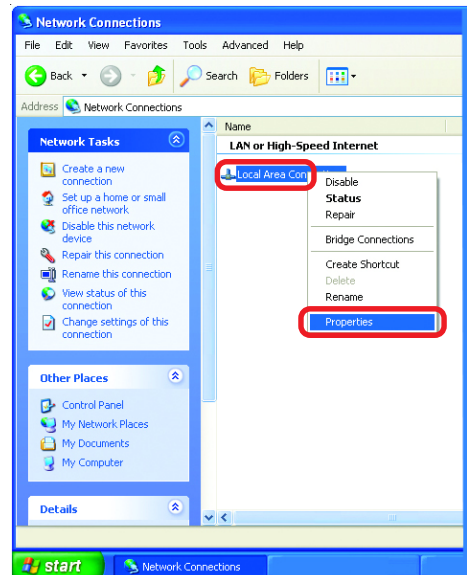 Network Connections
File Edit View Favorites Tools Advanced Help
Back Search Folders
Address Network Connections
Network Tasks
Create a new
connection
Set up a home or small
office network
Disable this network
device
Repair this connection
Rename this connection
View status of this
connection
Change settings of this
connection
Other Places
Control Panel
My Network Places
My Documents
My Computer
Details
Name
LAN or High-Speed Internet
Local Area Con
Disable
Status
Repair
Bridge Connections
Create Shortcut
Delete
Rename
Properties
start Network Connections